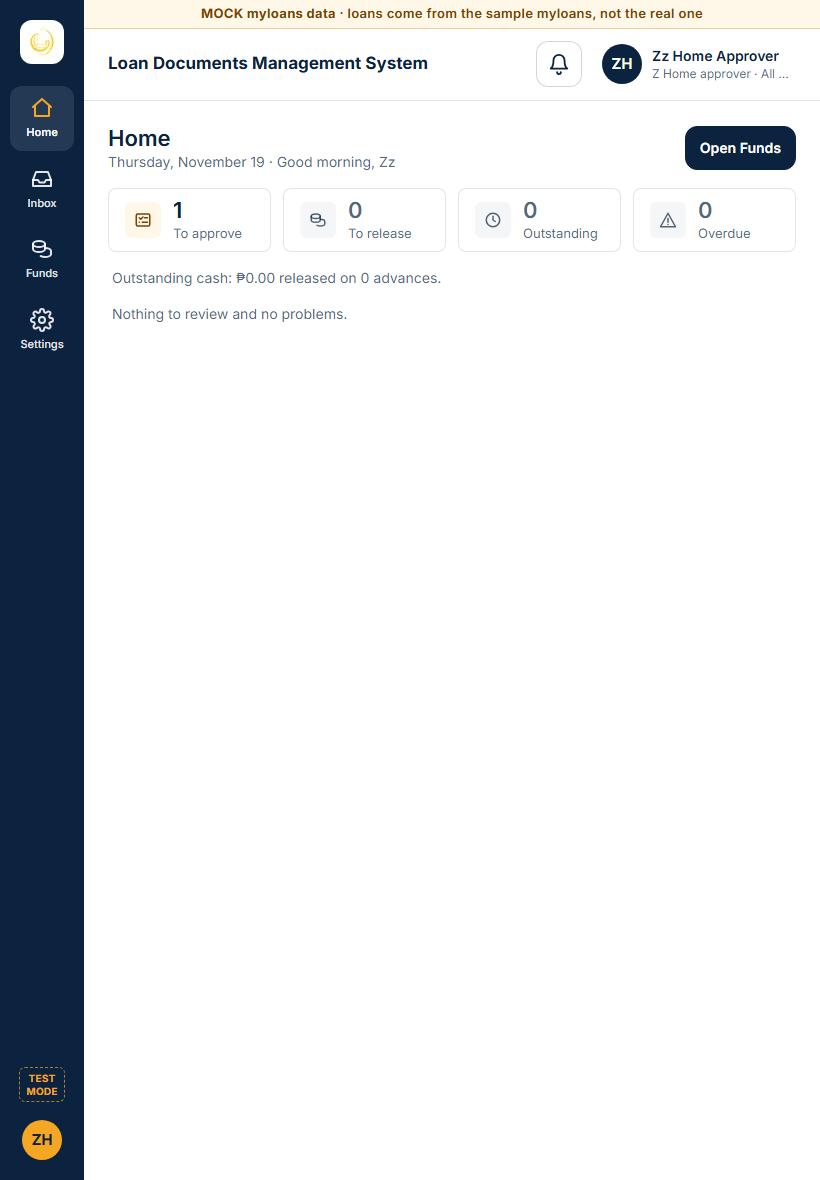 MOCK myloans data · loans come from the sample myloans, not the real one
Loan Documents Management System
ZH
Zz Home Approver
Z Home approver · All ...
Home
Inbox
Funds
Settings
TEST
MODE
ZH
Home
Thursday, November 19 · Good morning, Zz
Open Funds
1
To approve
0
To release
0
Outstanding
0
Overdue
Outstanding cash: ₱0.00 released on 0 advances.
Nothing to review and no problems.